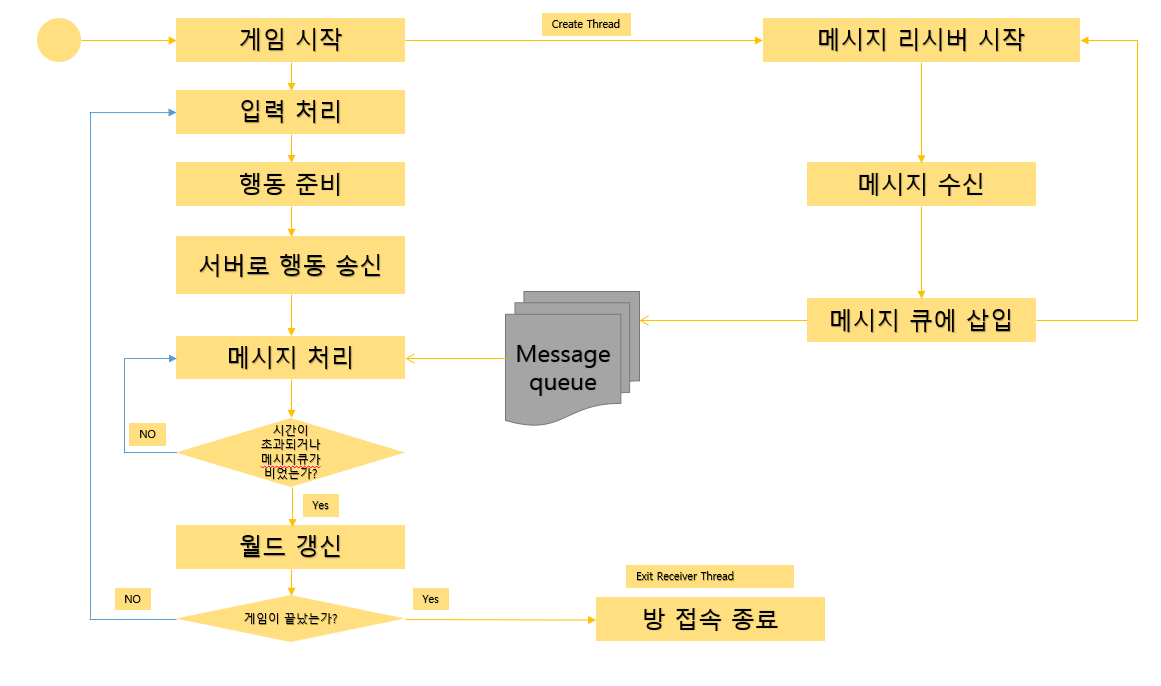 게임 시작
Create Thread
메시지 리시버 시작
입력 처리
행동 준비
메시지 수신
서버로 행동 송신
메시지 큐에 삽입
메시지 처리
Message
queue
NO
시간이
초과되거나
메시지큐가
비었는가?
Yes
월드 갱신
Exit Receiver Thread
NO
게임이 끝났는가?
Yes
방 접속 종료